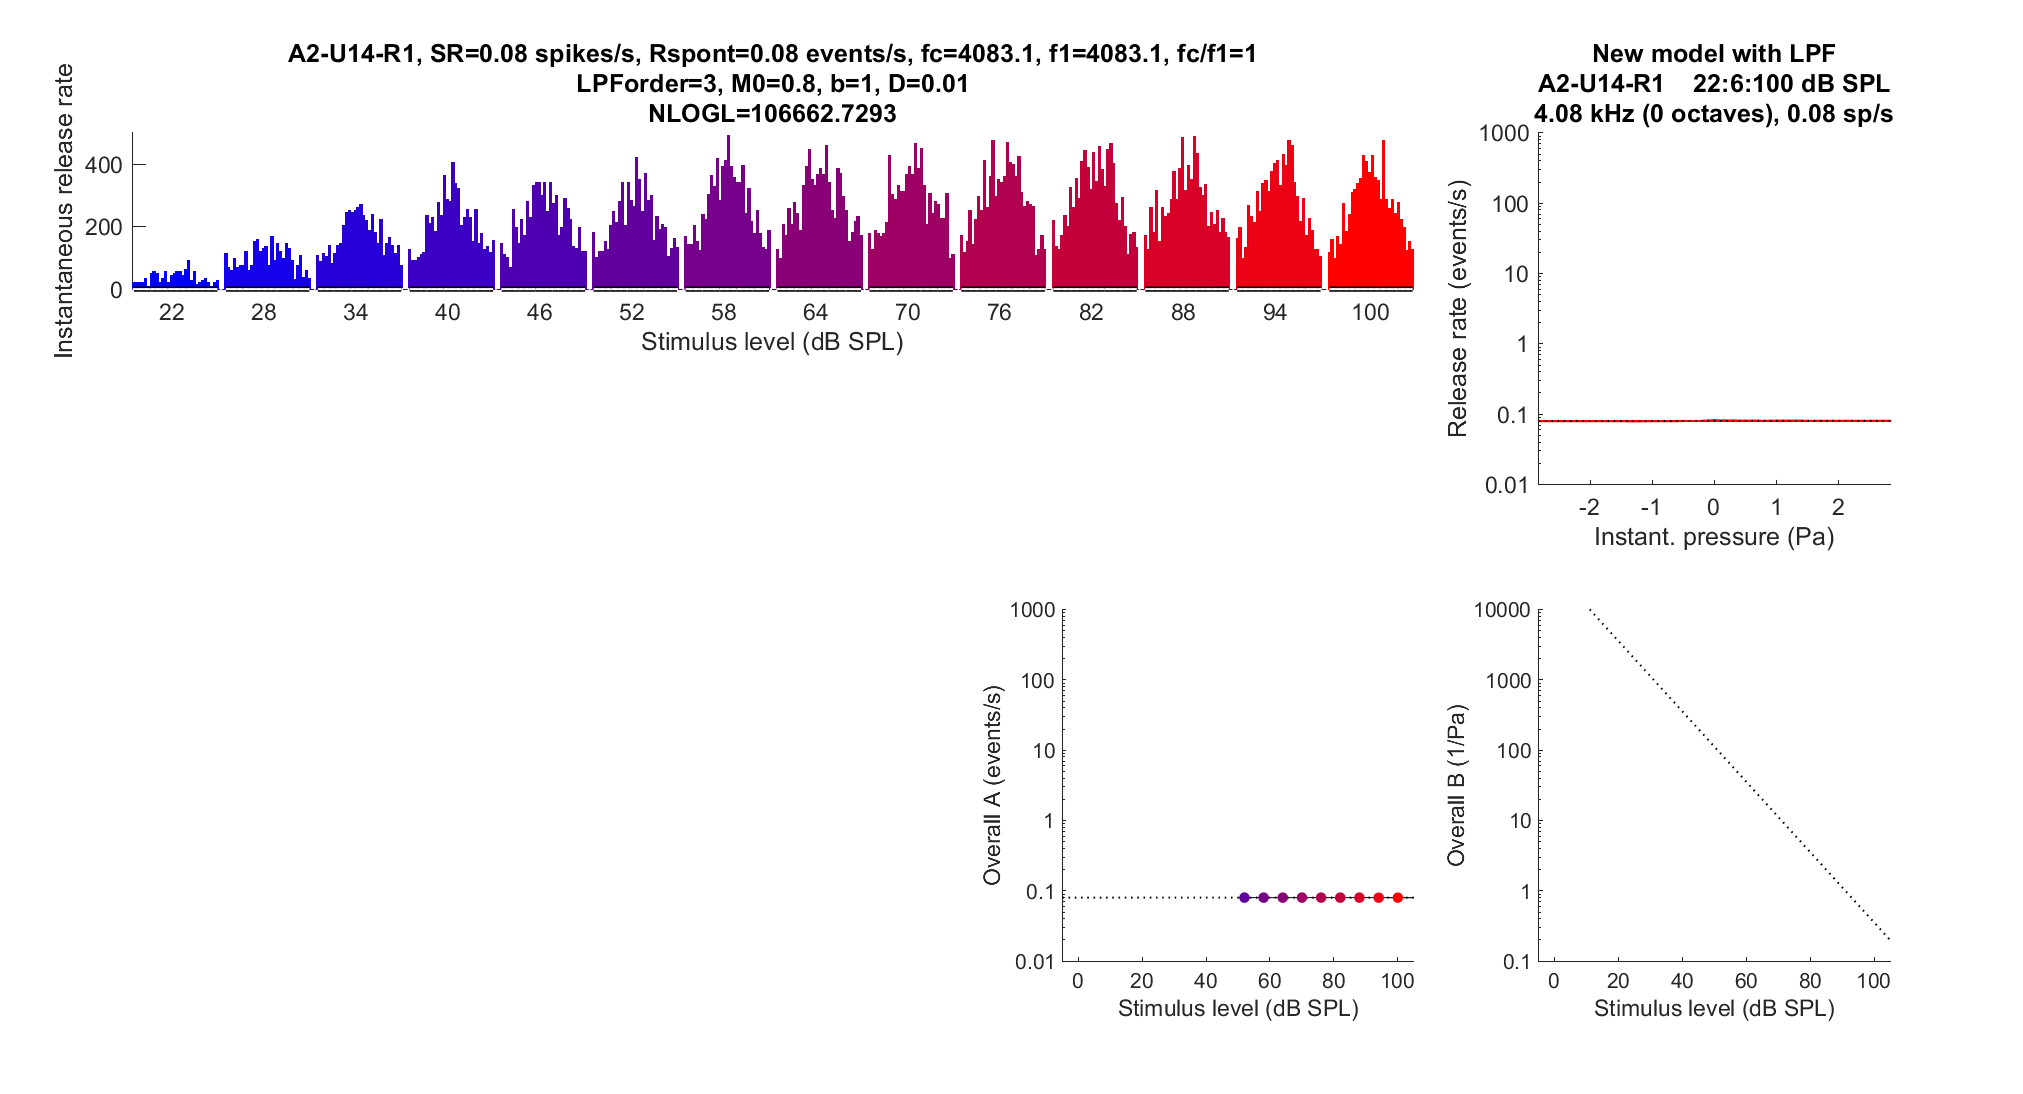 A2-U14-R1, SR=0.08 spikes/s, Rspont=0.08 events/s, fc=4083.1, f1=4083.1, fc/f1=1
LPForder=3, M0=0.8, b=1, D=0.01
NLOGL=106662.7293
Instantaneous release rate
400
200
0
22 28 34 40 46 52 58 64 70 76 82 88 94 100
Stimulus level (dB SPL)
New model with LPF
A2-U14-R1 22:6:100 dB SPL
4.08 kHz (0 octaves), 0.08 sp/s
Release rate (events/s)
1000
100
10
1
0.1
0.01
-2 -1 0 1 2
Instant. pressure (Pa)
Overall A (events/s)
1000
100
10
1
0.1
0.01
0 20 40 60 80 100
Stimulus level (dB SPL)
Overall B (1/Pa)
10000
1000
100
10
1
0.1
0 20 40 60 80 100
Stimulus level (dB SPL)